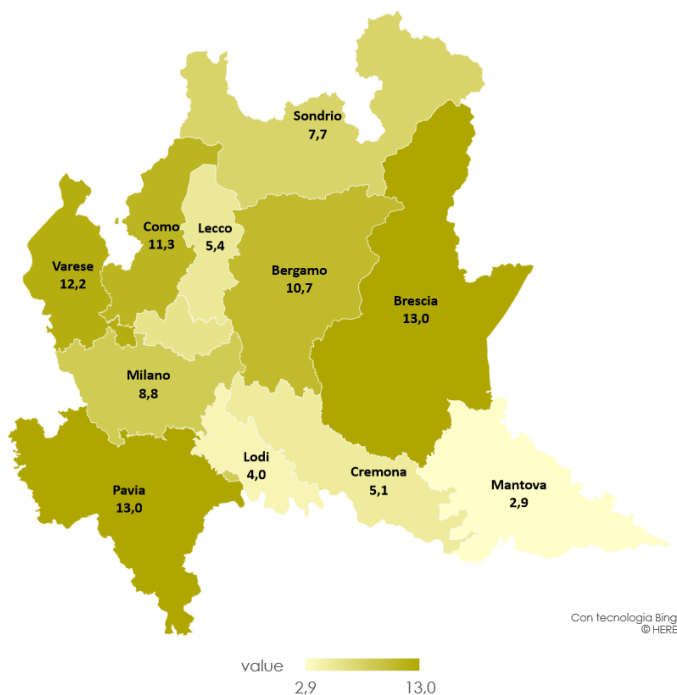 Sondrio
7,7
Como
11,3
Lecco
5,4
Varese
12,2
Bergamo
10,7
Brescia
13,0
Milano
8,8
Lodi
4,0
Cremona
5,1
Mantova
2,9
Pavia
13,0
Con tecnologia Bing
© HERE
value
2,9 13,0